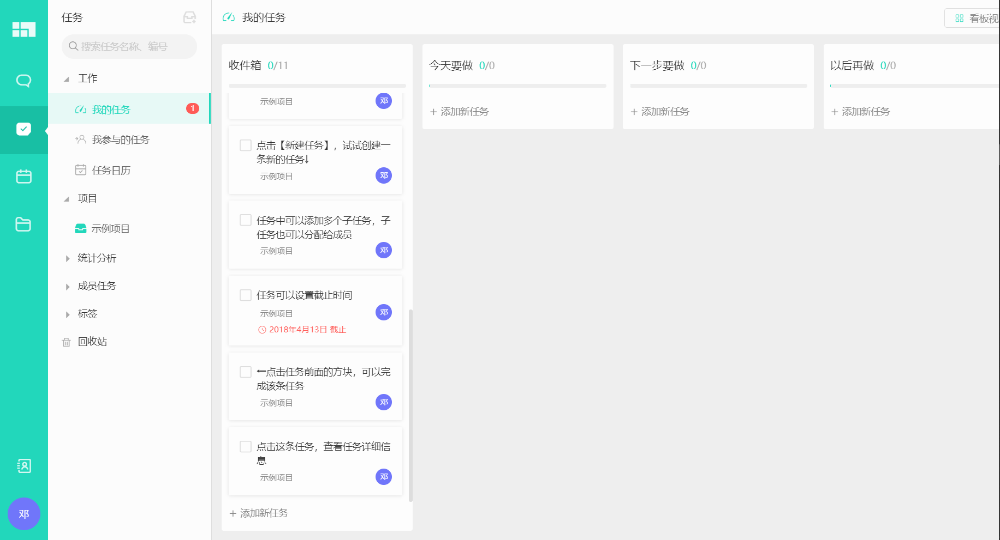 任务
搜索任务名称、编号
工作
我的任务
1
我参与的任务
任务日历
项目
示例项目
统计分析
成员任务
标签
回收站
邓
我的任务
看板视
收件箱 0/11
示例项目
邓
点击【新建任务】，试试创建一
条新的任务↓
示例项目
邓
任务中可以添加多个子任务，子
任务也可以分配给成员
示例项目
邓
任务可以设置截止时间
示例项目
邓
2018年4月13日 截止
←点击任务前面的方块，可以完
成该条任务
示例项目
邓
点击这条任务，查看任务详细信
息
示例项目
邓
+ 添加新任务
今天要做 0/0
+ 添加新任务
下一步要做 0/0
+ 添加新任务
以后再做 0/0
+ 添加新任务